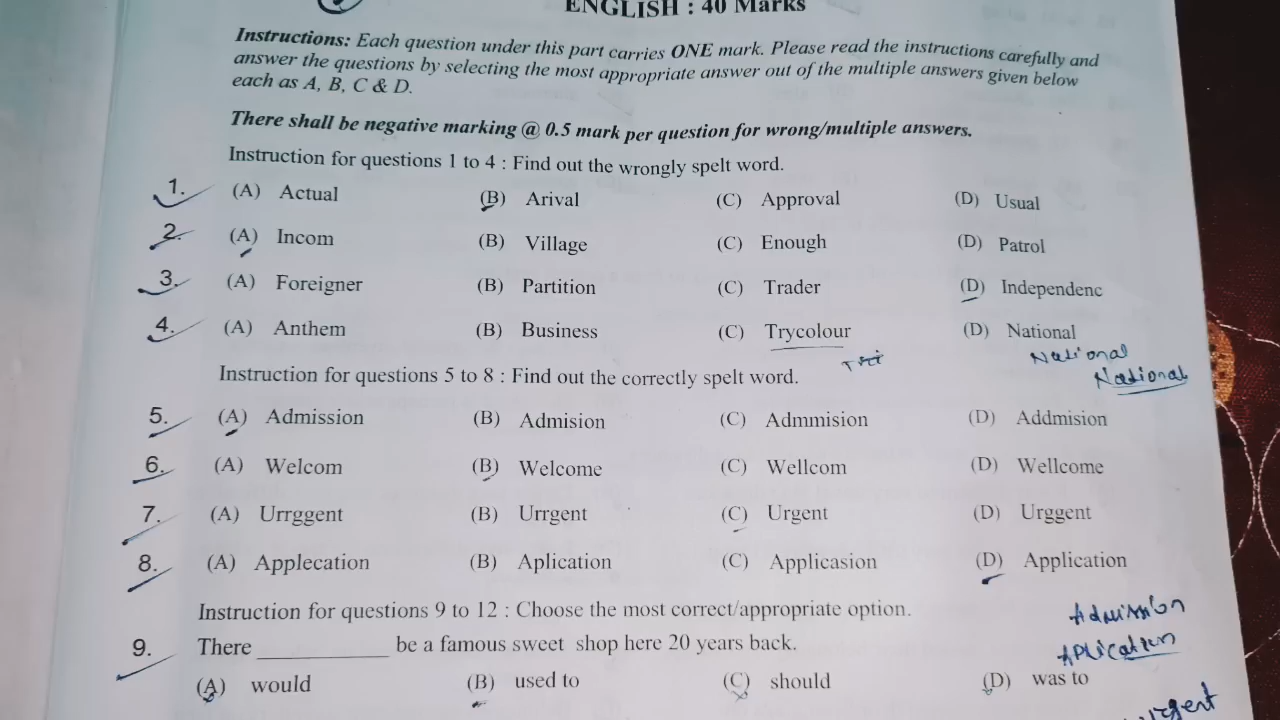 ENGLISH : 40 Marks
Instructions: Each question under this part carries ONE mark. Please read the instructions carefully and
answer the questions by selecting the most appropriate answer out of the multiple answers given below
each as A, B, C & D.
There shall be negative marking @ 0.5 mark per question for wrong/multiple answers.
Instruction for questions 1 to 4 : Find out the wrongly spelt word.
1. (A) Actual (B) Arival (C) Approval (D) Usual
2. (A) Incom (B) Village (C) Enough (D) Patrol
3. (A) Foreigner (B) Partition (C) Trader (D) Independenc
4. (A) Anthem (B) Business (C) Trycolour (D) National
Tri National
National
Instruction for questions 5 to 8 : Find out the correctly spelt word.
5. (A) Admission (B) Admision (C) Admmision (D) Addmision
6. (A) Welcom (B) Welcome (C) Wellcom (D) Wellcome
7. (A) Urrggent (B) Urrgent (C) Urgent (D) Urggent
8. (A) Applecation (B) Aplication (C) Applicasion (D) Application
Instruction for questions 9 to 12 : Choose the most correct/appropriate option.
Admission
9. There __________ be a famous sweet shop here 20 years back.
Aplication
(A) would (B) used to (C) should (D) was to